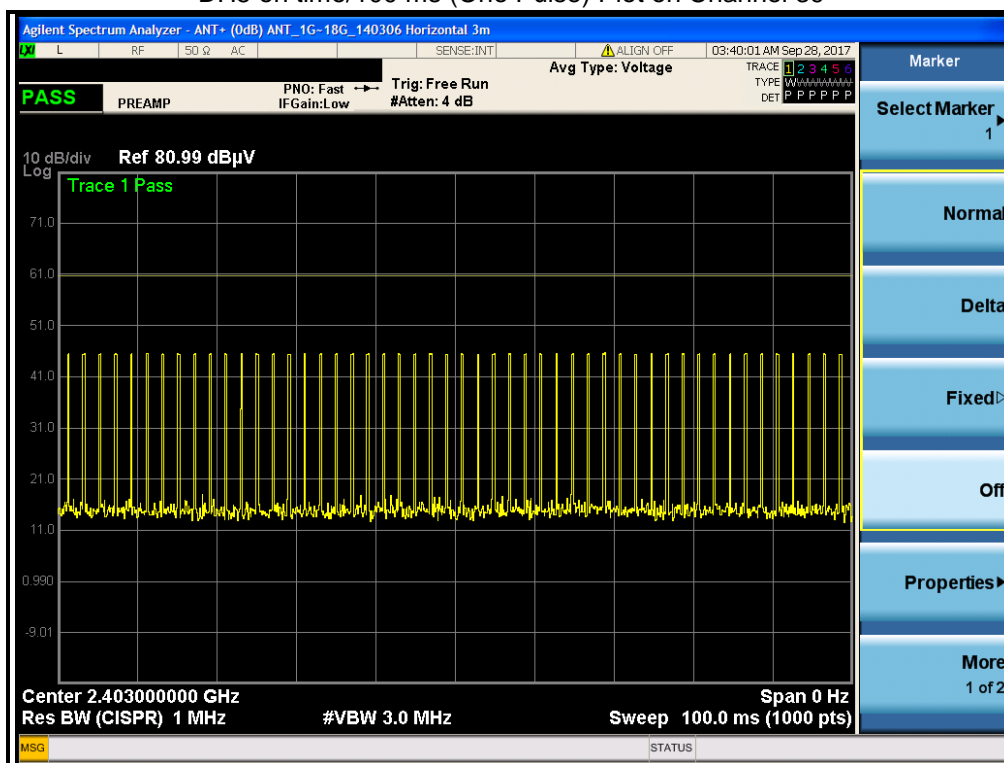 Agilent Spectrum Analyzer - ANT+ (0dB) ANT_1G~18G_140306 Horizontal 3m
LXI L RF 50 Ω AC SENSE:INT ALIGN OFF 03:40:01 AM Sep 28, 2017
Marker
Avg Type: Voltage
TRACE 1 2 3 4 5 6
PASS PREAMP PNO: Fast Trig: Free Run TYPE WWWWWW
IFGain:Low #Atten: 4 dB DET P P P P P P
Select Marker
1
10 dB/div Ref 80.99 dBµV
Log
Trace 1 Pass
71.0
61.0
51.0
41.0
31.0
21.0
11.0
0.990
-9.01
Normal
Delta
Fixed
Off
Properties
More
1 of 2
Center 2.403000000 GHz Span 0 Hz
Res BW (CISPR) 1 MHz #VBW 3.0 MHz Sweep 100.0 ms (1000 pts)
MSG STATUS